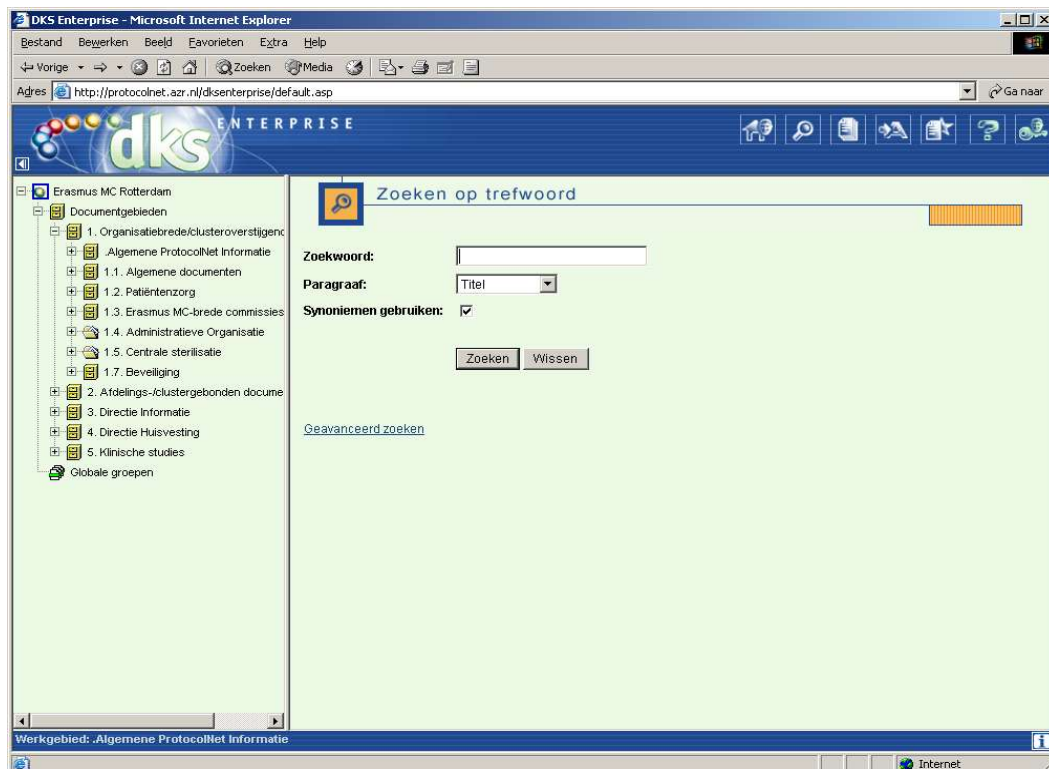 DKS Enterprise - Microsoft Internet Explorer
Bestand Bewerken Beeld Favorieten Extra Help
Vorige Zoeken Media
Adres http://protocolnet.azr.nl/dksenterprise/default.asp Ga naar
dks ENTERPRISE
Erasmus MC Rotterdam
Documentgebieden
1. Organisatiebrede/clusteroverstijgend
.Algemene ProtocolNet Informatie
1.1. Algemene documenten
1.2. Patiëntenzorg
1.3. Erasmus MC-brede commissies
1.4. Administratieve Organisatie
1.5. Centrale sterilisatie
1.7. Beveiliging
2. Afdelings-/clustergebonden docume
3. Directie Informatie
4. Directie Huisvesting
5. Klinische studies
Globale groepen
Zoeken op trefwoord
Zoekwoord:
Paragraaf: Titel
Synoniemen gebruiken:
Zoeken Wissen
Geavanceerd zoeken
Werkgebied: .Algemene ProtocolNet Informatie
Internet